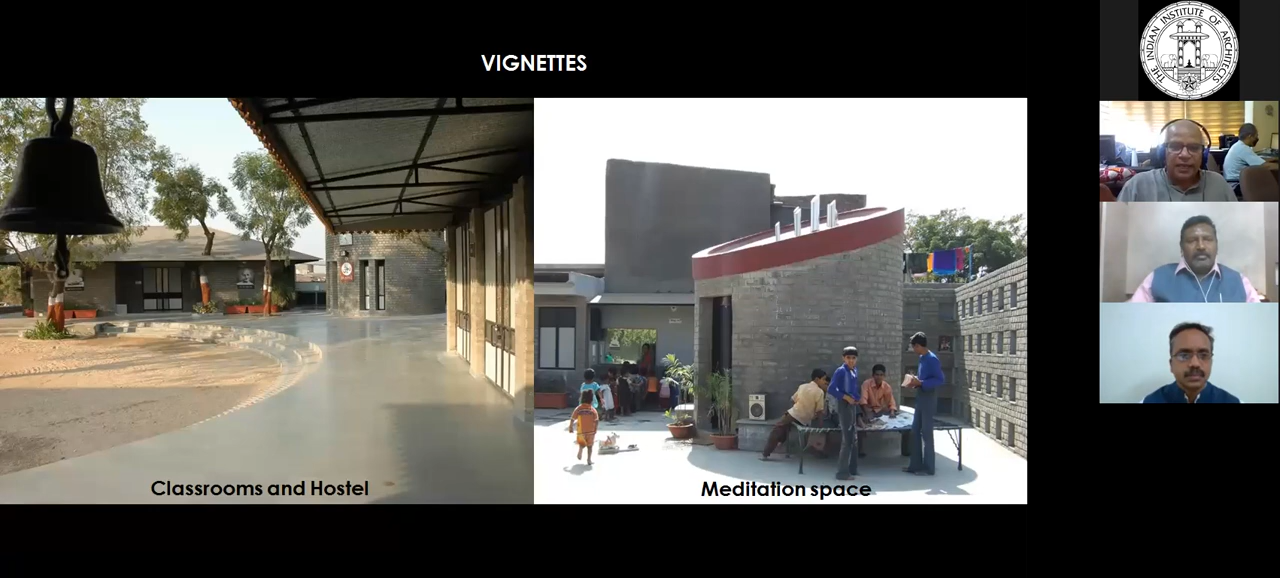 VIGNETTES
THE INDIAN INSTITUTE OF ARCHITECTS
Classrooms and Hostel
Meditation space